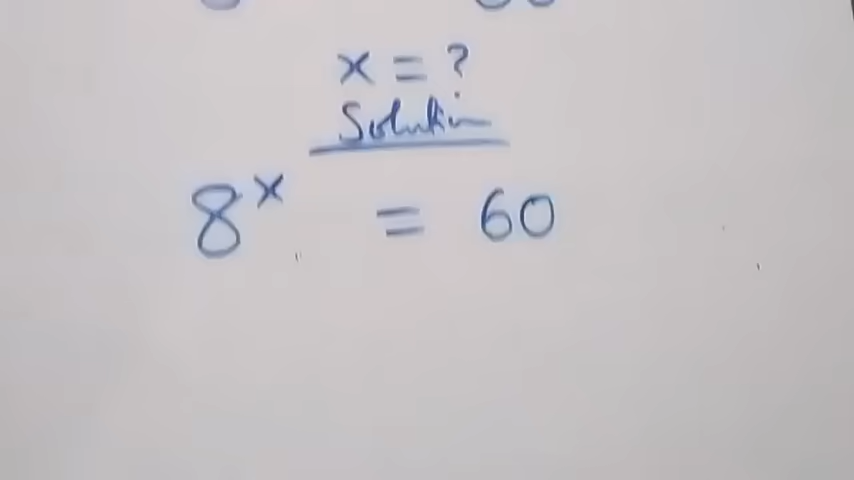 x = ?
Solution
8^x = 60